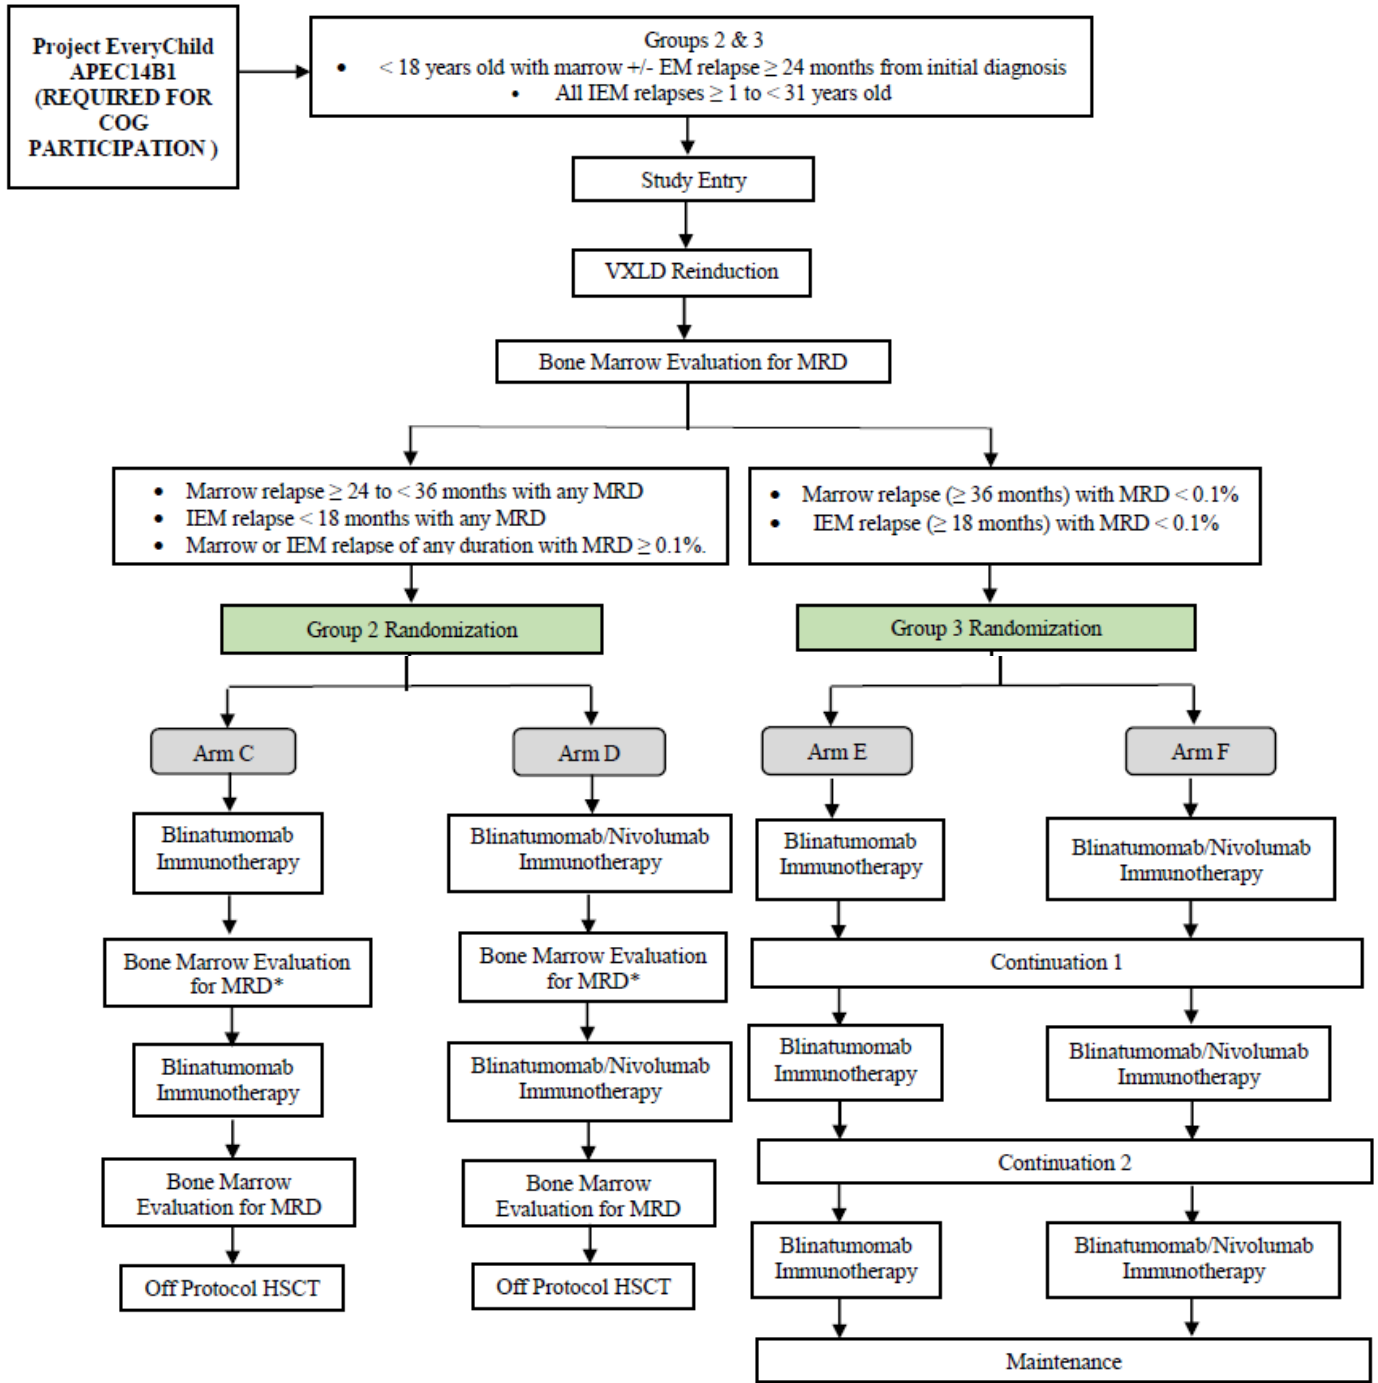 Project EveryChild
APEC14B1
(REQUIRED FOR
COG
PARTICIPATION )
Groups 2 & 3
• < 18 years old with marrow +/- EM relapse ≥ 24 months from initial diagnosis
• All IEM relapses ≥ 1 to < 31 years old
Study Entry
VXLD Reinduction
Bone Marrow Evaluation for MRD
• Marrow relapse ≥ 24 to < 36 months with any MRD
• IEM relapse < 18 months with any MRD
• Marrow or IEM relapse of any duration with MRD ≥ 0.1%.
• Marrow relapse (≥ 36 months) with MRD < 0.1%
• IEM relapse (≥ 18 months) with MRD < 0.1%
Group 2 Randomization
Group 3 Randomization
Arm C
Arm D
Arm E
Arm F
Blinatumomab
Immunotherapy
Blinatumomab/Nivolumab
Immunotherapy
Blinatumomab
Immunotherapy
Blinatumomab/Nivolumab
Immunotherapy
Bone Marrow Evaluation
for MRD*
Bone Marrow Evaluation
for MRD*
Continuation 1
Blinatumomab
Immunotherapy
Blinatumomab/Nivolumab
Immunotherapy
Blinatumomab
Immunotherapy
Blinatumomab/Nivolumab
Immunotherapy
Bone Marrow
Evaluation for MRD
Bone Marrow
Evaluation for MRD
Continuation 2
Off Protocol HSCT
Off Protocol HSCT
Blinatumomab
Immunotherapy
Blinatumomab/Nivolumab
Immunotherapy
Maintenance